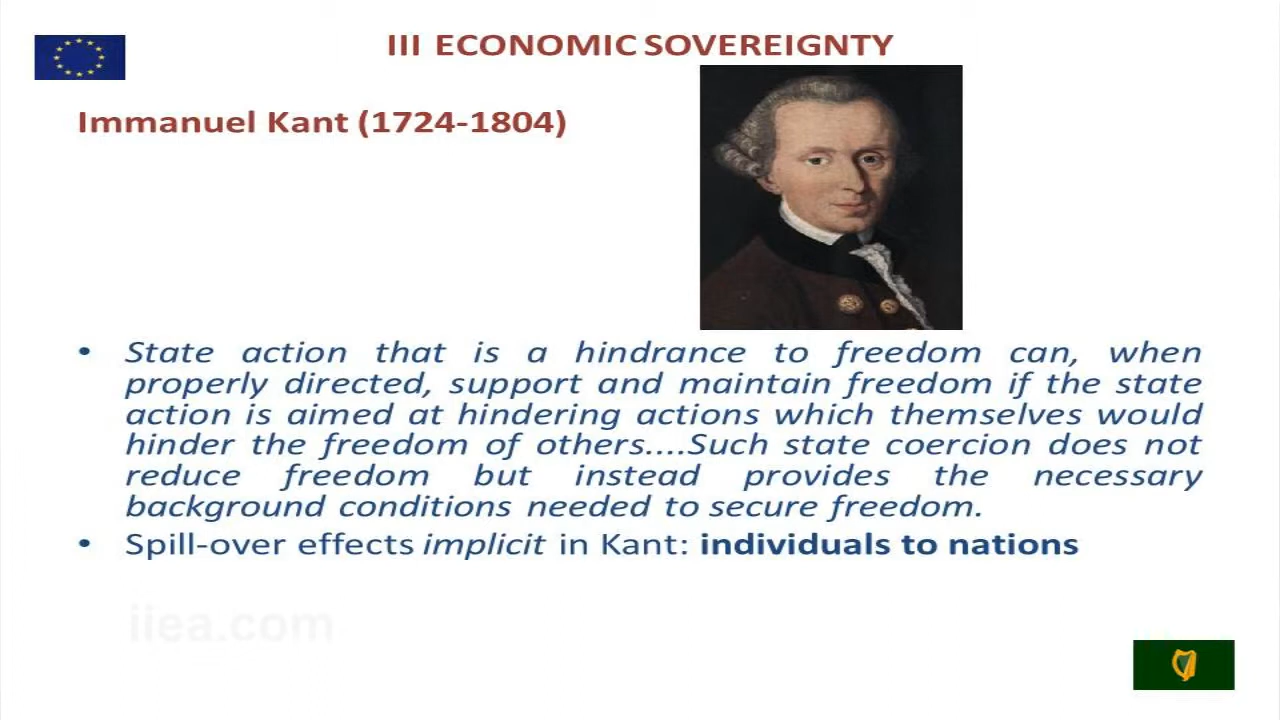 III ECONOMIC SOVEREIGNTY
Immanuel Kant (1724-1804)
• State action that is a hindrance to freedom can, when
properly directed, support and maintain freedom if the state
action is aimed at hindering actions which themselves would
hinder the freedom of others....Such state coercion does not
reduce freedom but instead provides the necessary
background conditions needed to secure freedom.
• Spill-over effects implicit in Kant: individuals to nations
iiea.com